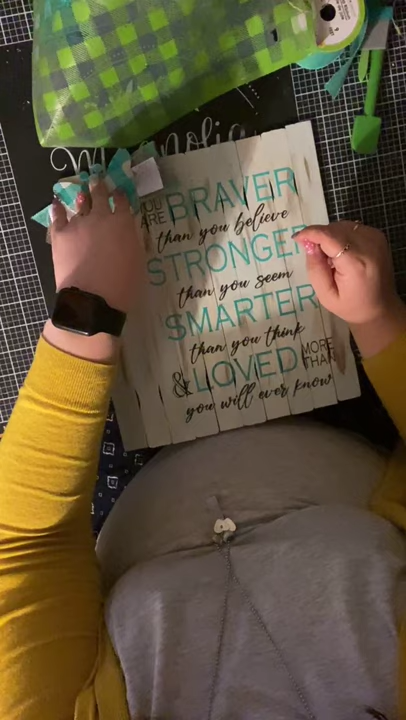 Magnolia
YOU ARE BRAVER
than you believe
STRONGER
than you seem
SMARTER
than you think
& LOVED MORE THAN
you will ever know